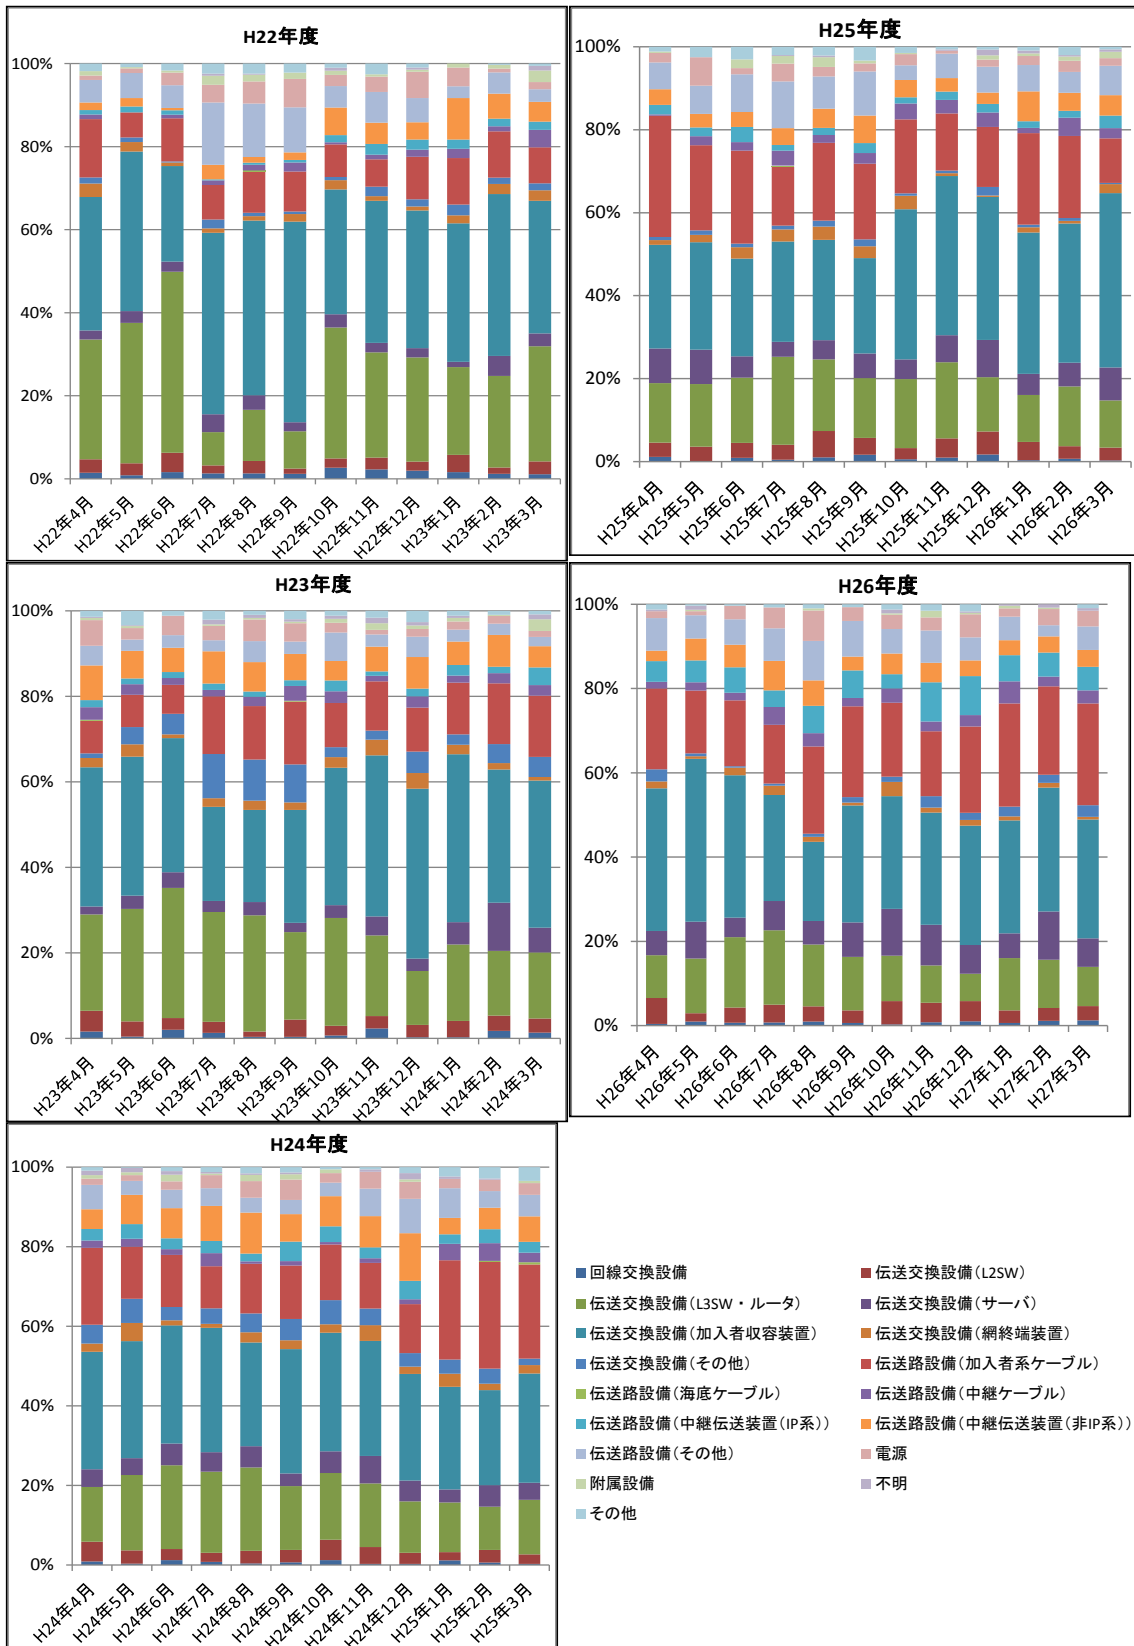 H22年度
100%
80%
60%
40%
20%
0%
H22年4月
H22年5月
H22年6月
H22年7月
H22年8月
H22年9月
H22年10月
H22年11月
H22年12月
H23年1月
H23年2月
H23年3月
H25年度
100%
80%
60%
40%
20%
0%
H25年4月
H25年5月
H25年6月
H25年7月
H25年8月
H25年9月
H25年10月
H25年11月
H25年12月
H26年1月
H26年2月
H26年3月
H23年度
100%
80%
60%
40%
20%
0%
H23年4月
H23年5月
H23年6月
H23年7月
H23年8月
H23年9月
H23年10月
H23年11月
H23年12月
H24年1月
H24年2月
H24年3月
H26年度
100%
80%
60%
40%
20%
0%
H26年4月
H26年5月
H26年6月
H26年7月
H26年8月
H26年9月
H26年10月
H26年11月
H26年12月
H27年1月
H27年2月
H27年3月
H24年度
100%
80%
60%
40%
20%
0%
H24年4月
H24年5月
H24年6月
H24年7月
H24年8月
H24年9月
H24年10月
H24年11月
H24年12月
H25年1月
H25年2月
H25年3月
回線交換設備
伝送交換設備(L2SW)
伝送交換設備(L3SW・ルータ)
伝送交換設備(サーバ)
伝送交換設備(加入者収容装置)
伝送交換設備(網終端装置)
伝送交換設備(その他)
伝送路設備(加入者系ケーブル)
伝送路設備(海底ケーブル)
伝送路設備(中継ケーブル)
伝送路設備(中継伝送装置(IP系))
伝送路設備(中継伝送装置(非IP系))
伝送路設備(その他)
電源
附属設備
不明
その他